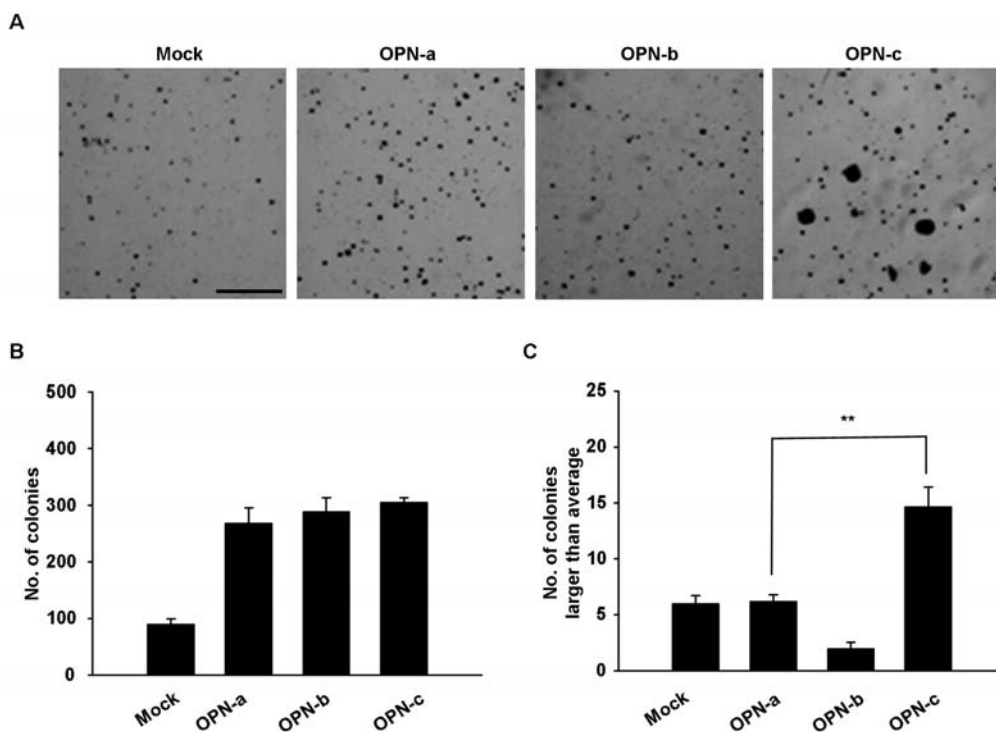 A
Mock OPN-a OPN-b OPN-c
B
500
400
300
200
100
0
No. of colonies
Mock OPN-a OPN-b OPN-c
C
25
20
15
10
5
0
No. of colonies
larger than average
**
Mock OPN-a OPN-b OPN-c